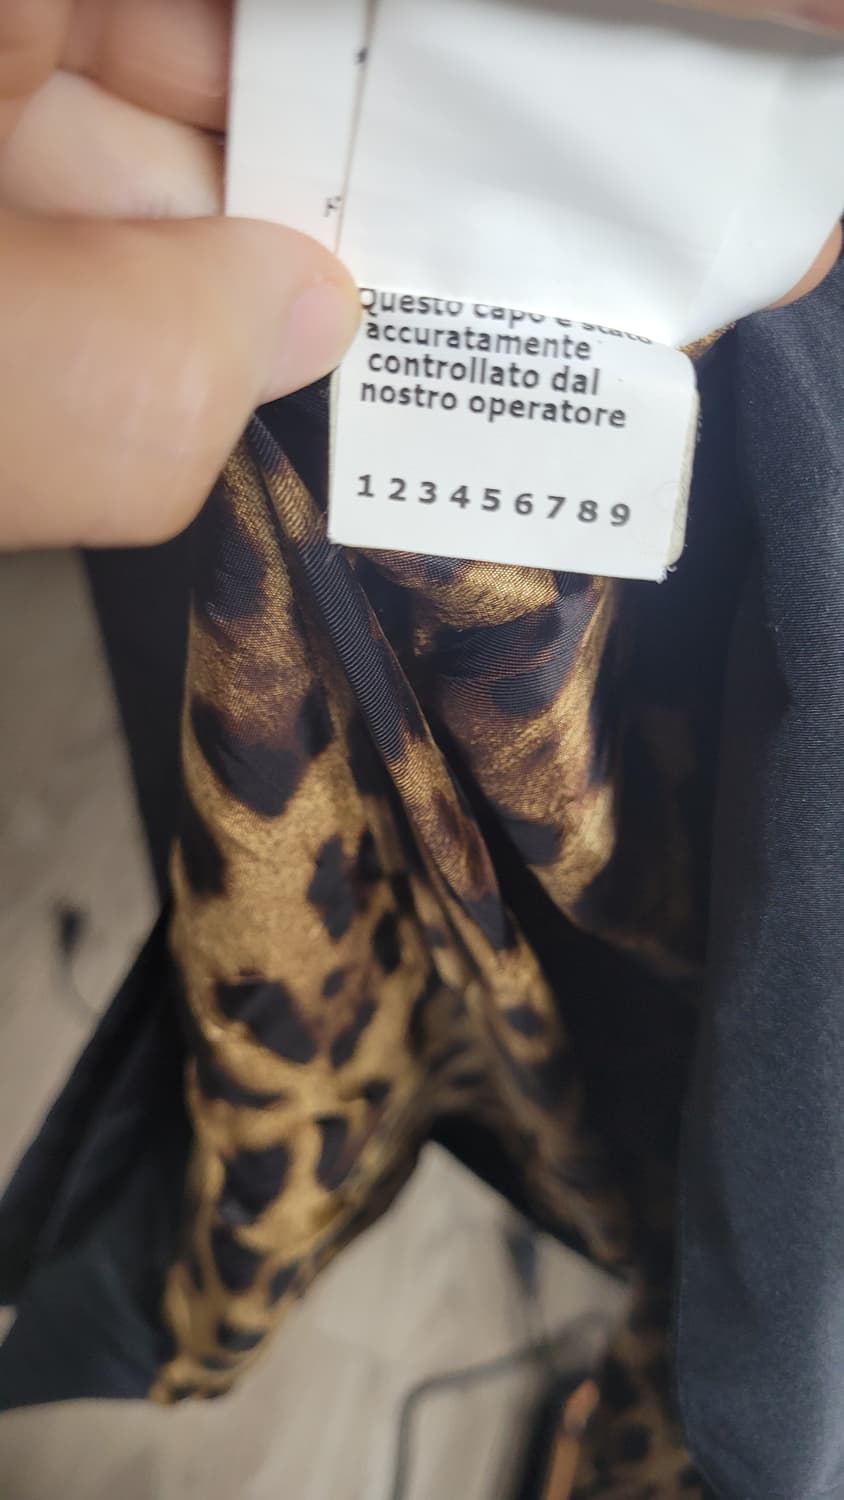 F
Questo capo è stato
accuratamente
controllato dal
nostro operatore
1 2 3 4 5 6 7 8 9